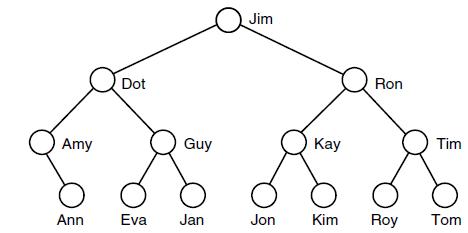 Jim
Dot Ron
Amy Guy Kay Tim
Ann Eva Jan Jon Kim Roy Tom